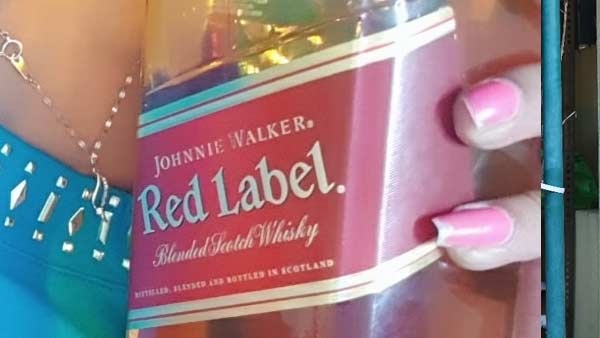 JOHNNIE WALKER®
Red Label.
Blended Scotch Whisky
DISTILLED, BLENDED AND BOTTLED IN SCOTLAND